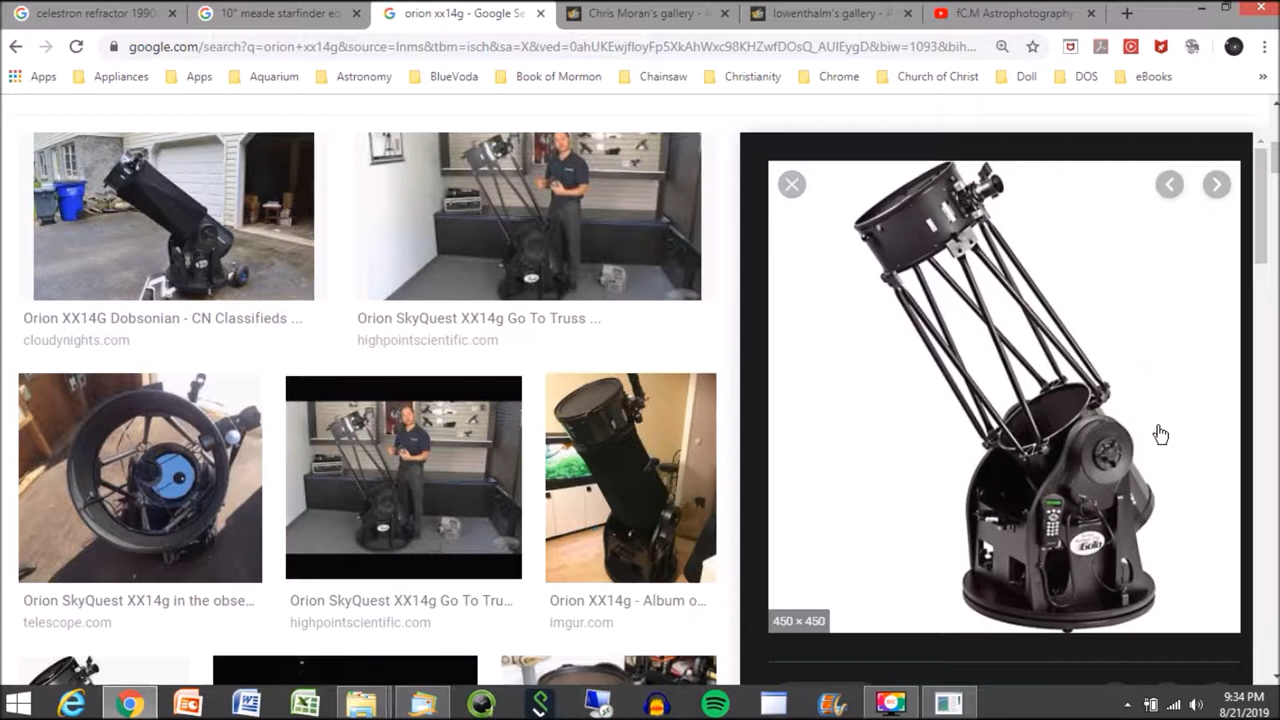 celestron refractor 1990
10" meade starfinder eq
orion xx14g - Google Se
Chris Moran's gallery -
lowenthalm's gallery -
fC.M Astrophotography
google.com/search?q=orion+xx14g&source=lnms&tbm=isch&sa=X&ved=0ahUKEwjfloyFp5XkAhWxc98KHZwfDOsQ_AUIEygD&biw=1093&bih...
Apps
Appliances
Apps
Aquarium
Astronomy
BlueVoda
Book of Mormon
Chainsaw
Christianity
Chrome
Church of Christ
Doll
DOS
eBooks
»
Orion XX14G Dobsonian - CN Classifieds ...
cloudynights.com
Orion SkyQuest XX14g Go To Truss ...
highpointscientific.com
Orion SkyQuest XX14g in the obse...
telescope.com
Orion SkyQuest XX14g Go To Tru...
highpointscientific.com
Orion XX14g - Album o...
imgur.com
GoTo
450 × 450
9:34 PM
8/21/2019